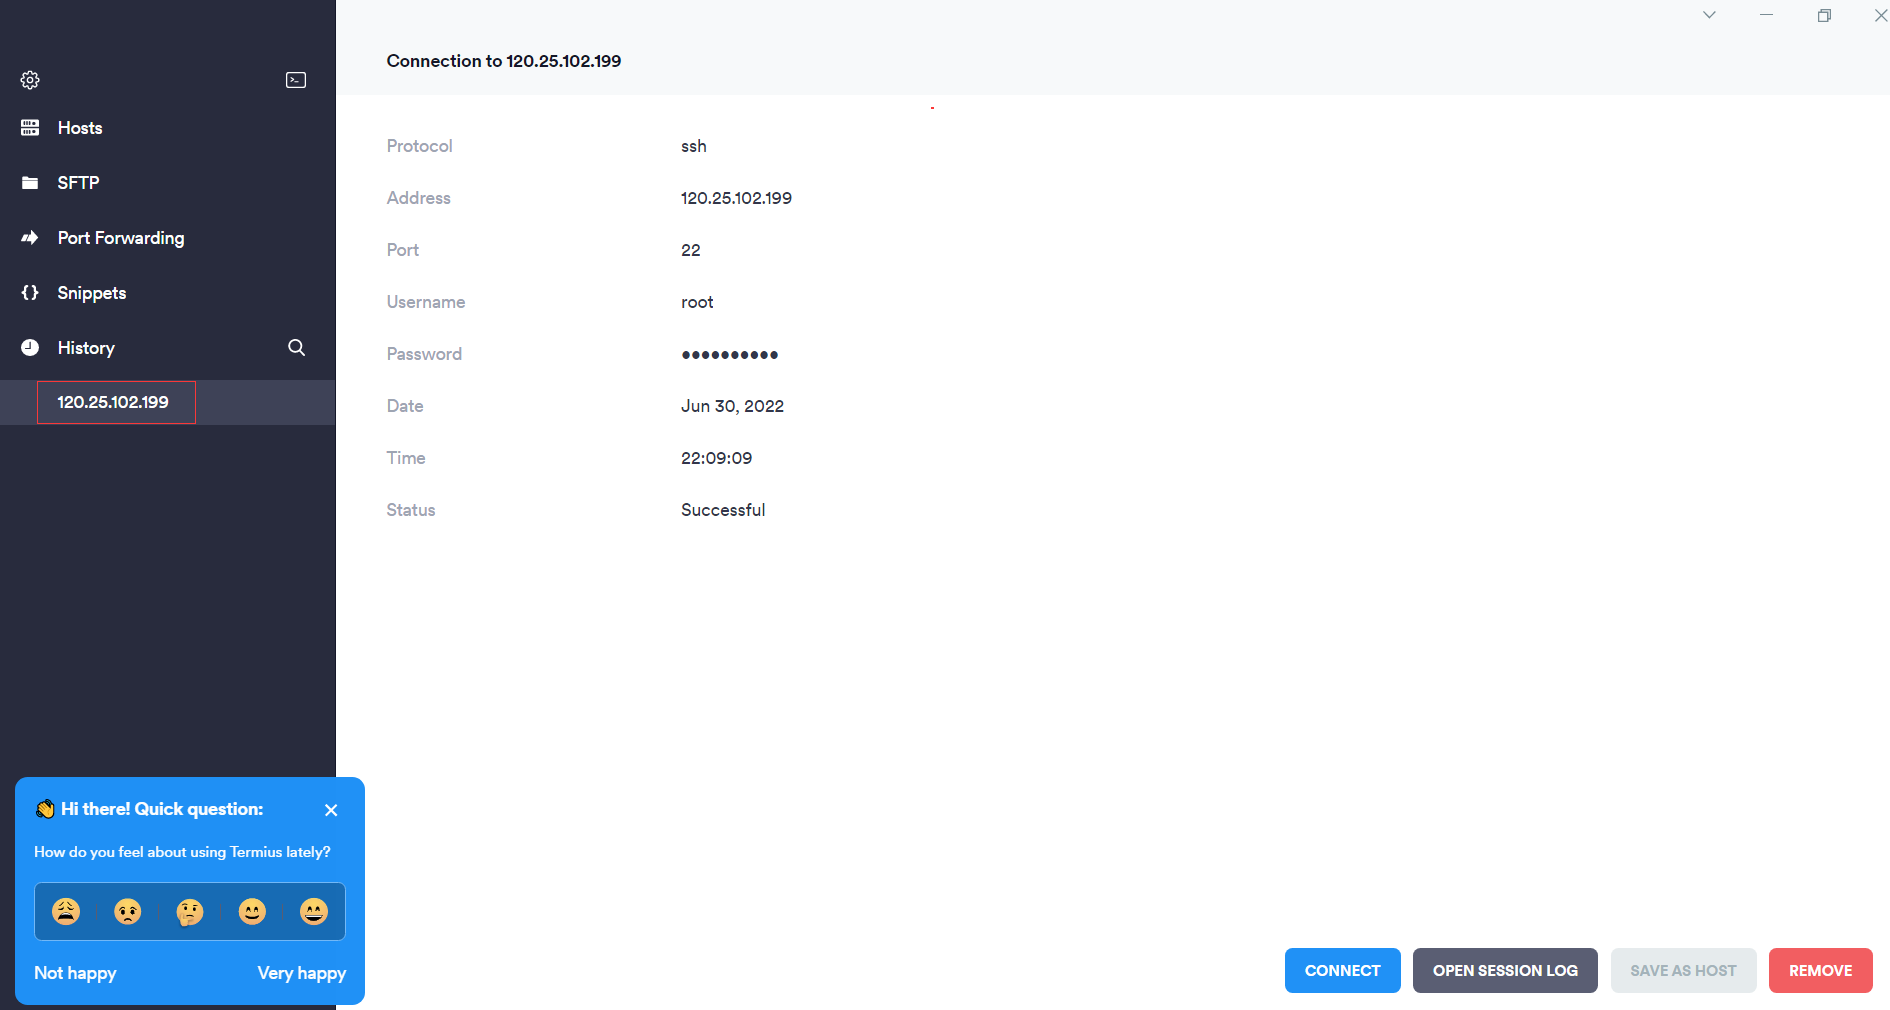 Connection to 120.25.102.199
Hosts
SFTP
Port Forwarding
Snippets
History
120.25.102.199
Protocol ssh
Address 120.25.102.199
Port 22
Username root
Password ●●●●●●●●●●
Date Jun 30, 2022
Time 22:09:09
Status Successful
👋 Hi there! Quick question:
How do you feel about using Termius lately?
Not happy Very happy
CONNECT OPEN SESSION LOG SAVE AS HOST REMOVE